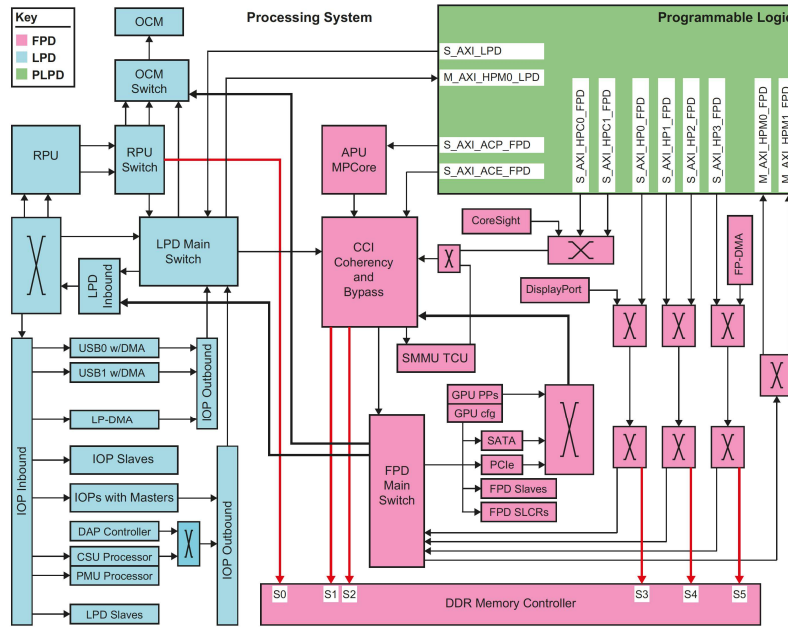 Key
FPD
LPD
PLPD
Processing System
Programmable Logic
OCM
OCM
Switch
RPU
RPU
Switch
LPD Main
Switch
LPD
Inbound
APU
MPCore
CCI
Coherency
and
Bypass
SMMU TCU
S_AXI_LPD
M_AXI_HPM0_LPD
S_AXI_ACP_FPD
S_AXI_ACE_FPD
S_AXI_HPC0_FPD
S_AXI_HPC1_FPD
S_AXI_HP0_FPD
S_AXI_HP1_FPD
S_AXI_HP2_FPD
S_AXI_HP3_FPD
M_AXI_HPM0_FPD
M_AXI_HPM1_FPD
CoreSight
DisplayPort
FP-DMA
IOP Inbound
USB0 w/DMA
USB1 w/DMA
LP-DMA
IOP Outbound
IOP Slaves
IOPs with Masters
DAP Controller
CSU Processor
PMU Processor
LPD Slaves
IOP Outbound
GPU PPs
GPU cfg
SATA
PCIe
FPD Slaves
FPD SLCRs
FPD
Main
Switch
S0
S1
S2
S3
S4
S5
DDR Memory Controller